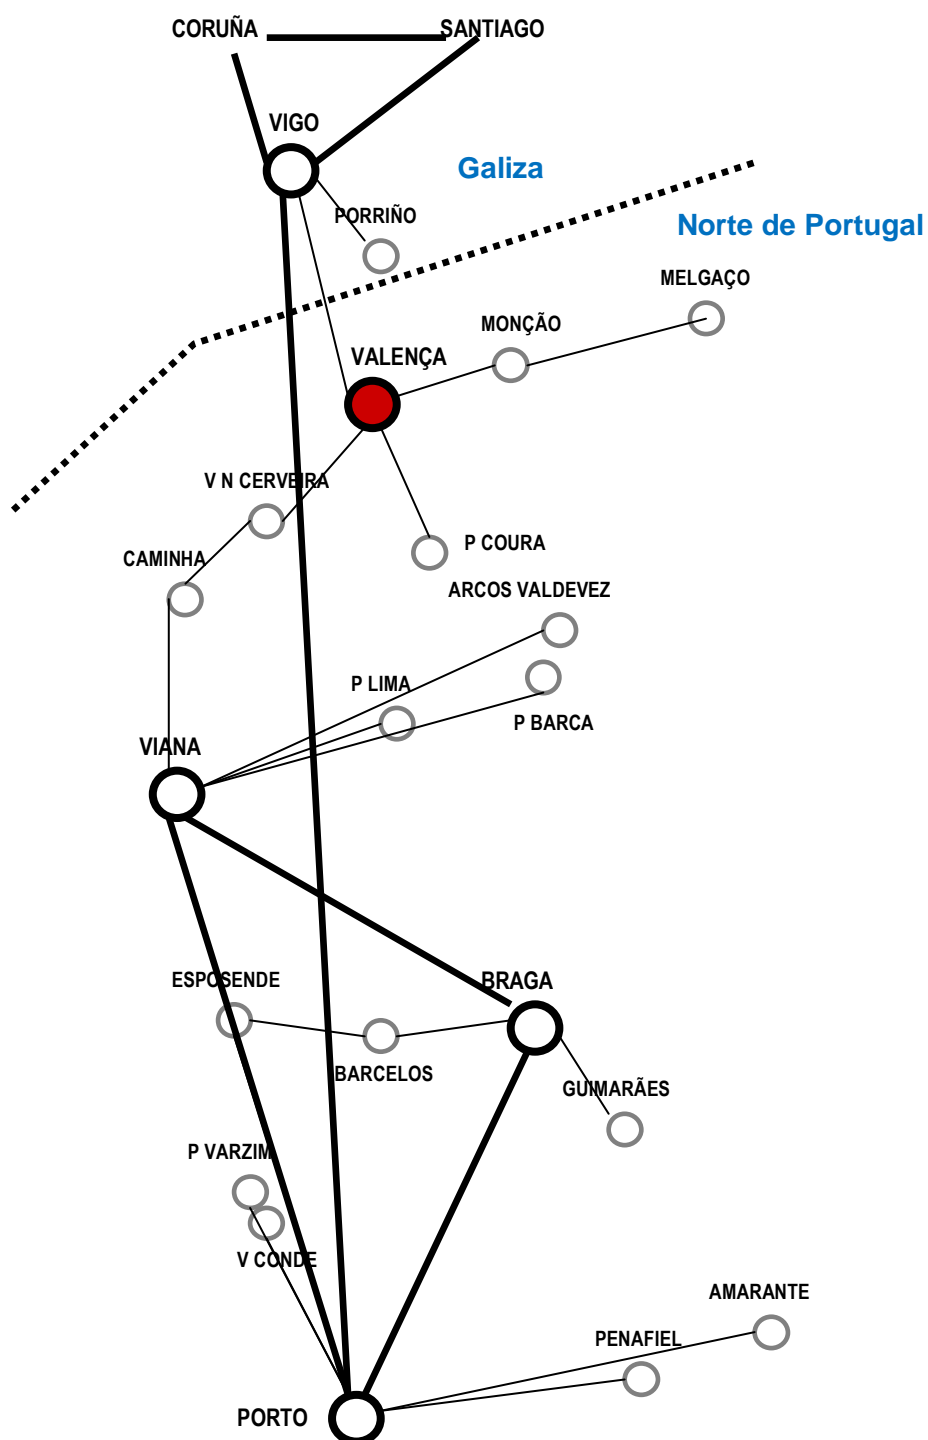 CORUÑA
SANTIAGO
VIGO
Galiza
PORRIÑO
Norte de Portugal
MELGAÇO
MONÇÃO
VALENÇA
V N CERVEIRA
P COURA
CAMINHA
ARCOS VALDEVEZ
P LIMA
P BARCA
VIANA
ESPOSENDE
BRAGA
BARCELOS
GUIMARÃES
P VARZIM
V CONDE
AMARANTE
PENAFIEL
PORTO